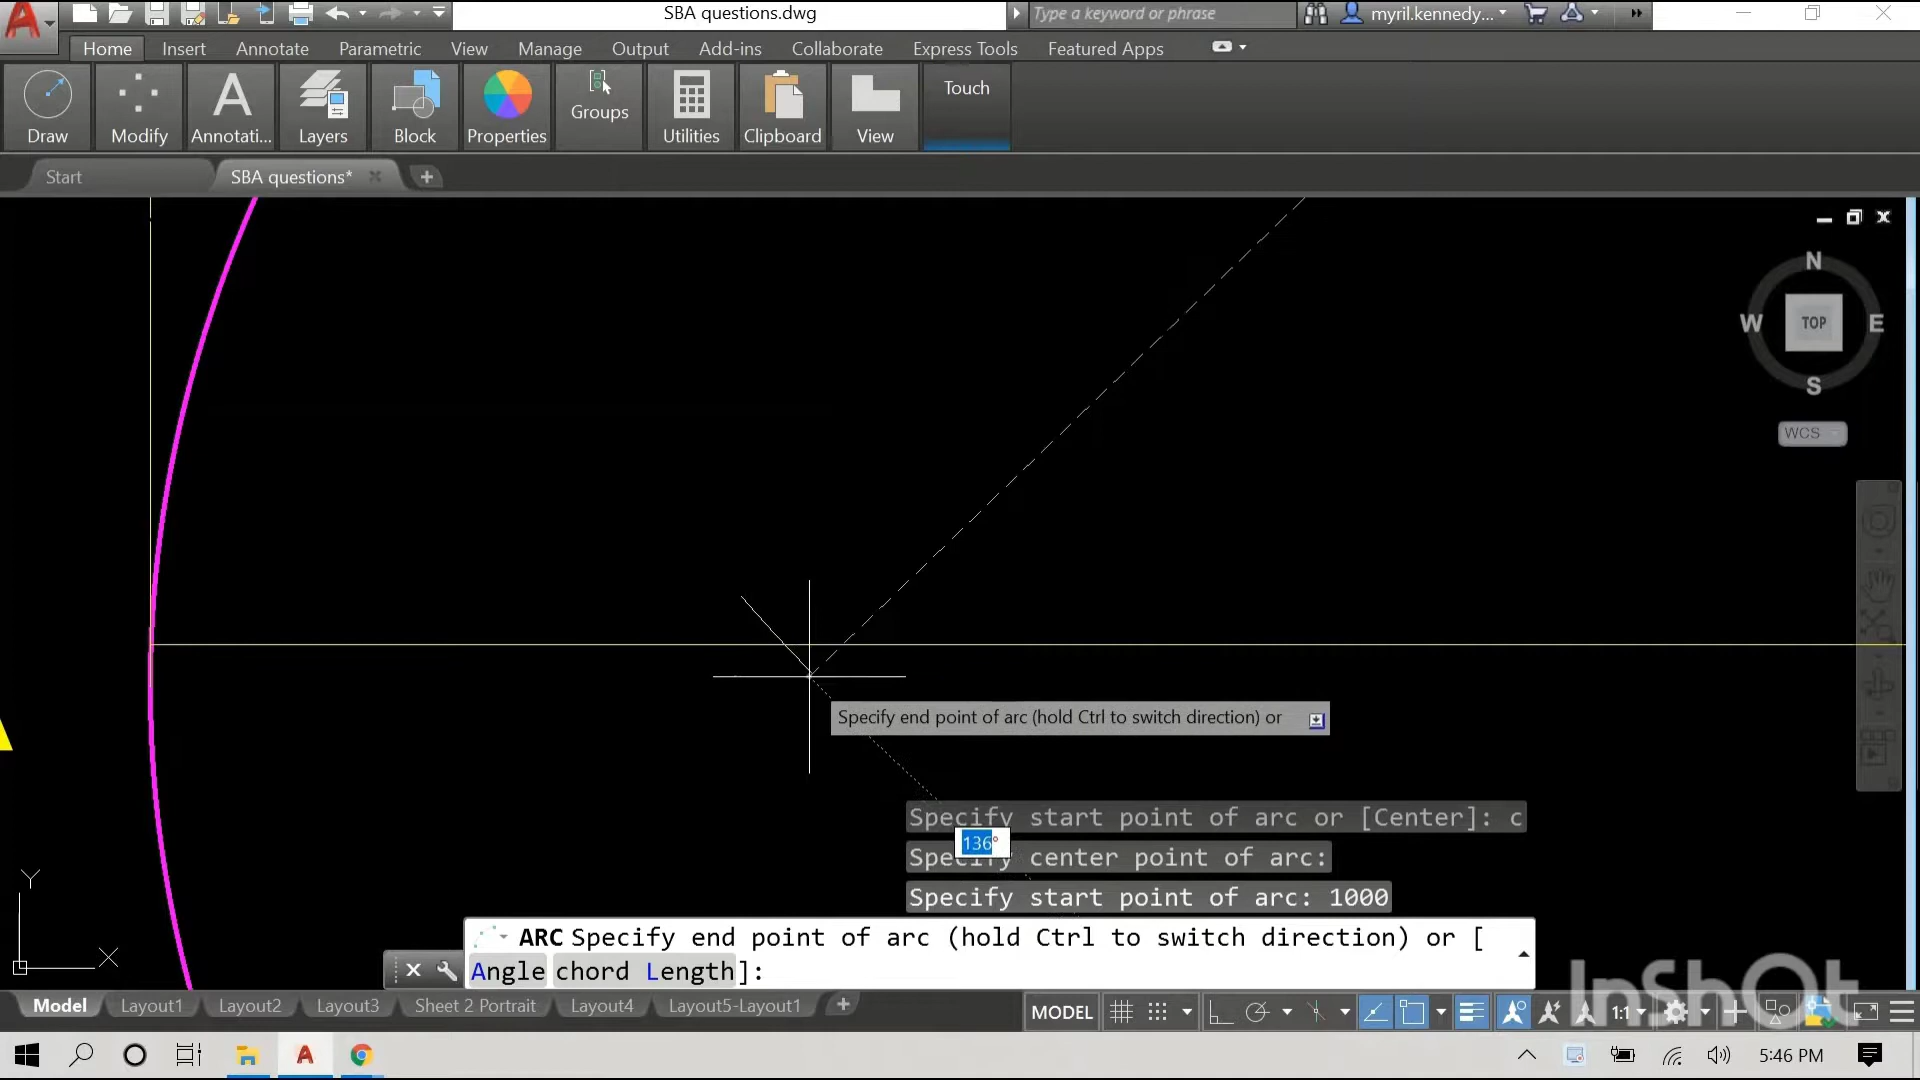 SBA questions.dwg
Type a keyword or phrase
myril.kennedy...
Home Insert Annotate Parametric View Manage Output Add-ins Collaborate Express Tools Featured Apps
Draw Modify Annotati... Layers Block Properties Groups Utilities Clipboard View Touch
Start
SBA questions*
N
W TOP E
S
WCS
Specify end point of arc (hold Ctrl to switch direction) or
Specify start point of arc or [Center]: c
136°
Specify center point of arc:
Specify start point of arc: 1000
ARC Specify end point of arc (hold Ctrl to switch direction) or [
Angle chord Length]:
Y
X
InShOt
Model Layout1 Layout2 Layout3 Sheet 2 Portrait Layout4 Layout5-Layout1
MODEL
1:1
5:46 PM